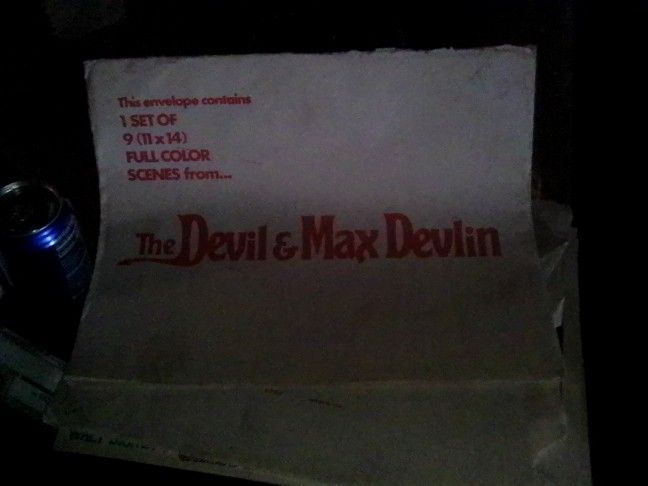 This envelope contains
1 SET OF
9 (11 x 14)
FULL COLOR
SCENES from...
The Devil & Max Devlin